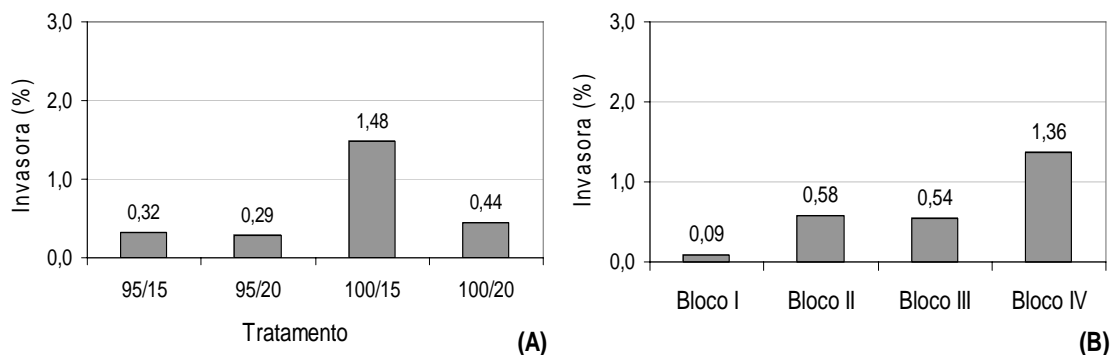 3,0
2,0
1,0
0,0
Invasora (%)
0,32
0,29
1,48
0,44
95/15
95/20
100/15
100/20
Tratamento
(A)
3,0
2,0
1,0
0,0
Invasora (%)
0,09
0,58
0,54
1,36
Bloco I
Bloco II
Bloco III
Bloco IV
(B)